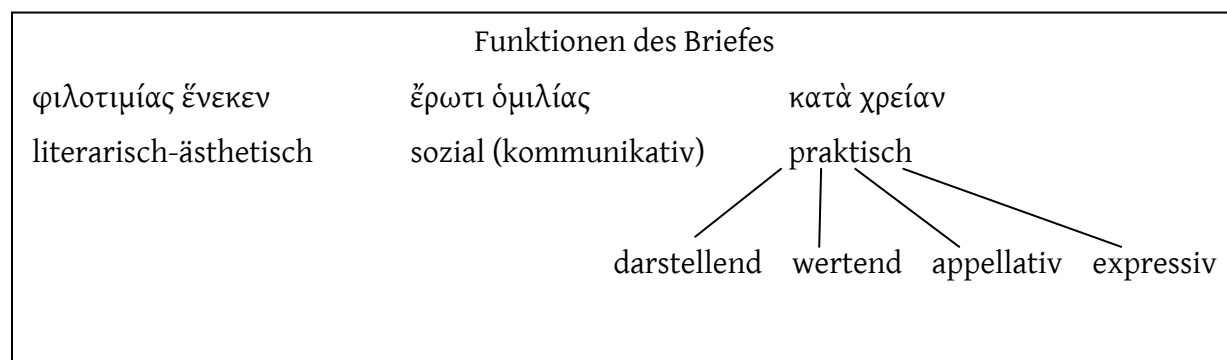 Funktionen des Briefes
φιλοτιμίας ἕνεκεν ἔρωτι ὁμιλίας κατὰ χρείαν
literarisch-ästhetisch sozial (kommunikativ) praktisch
darstellend wertend appellativ expressiv